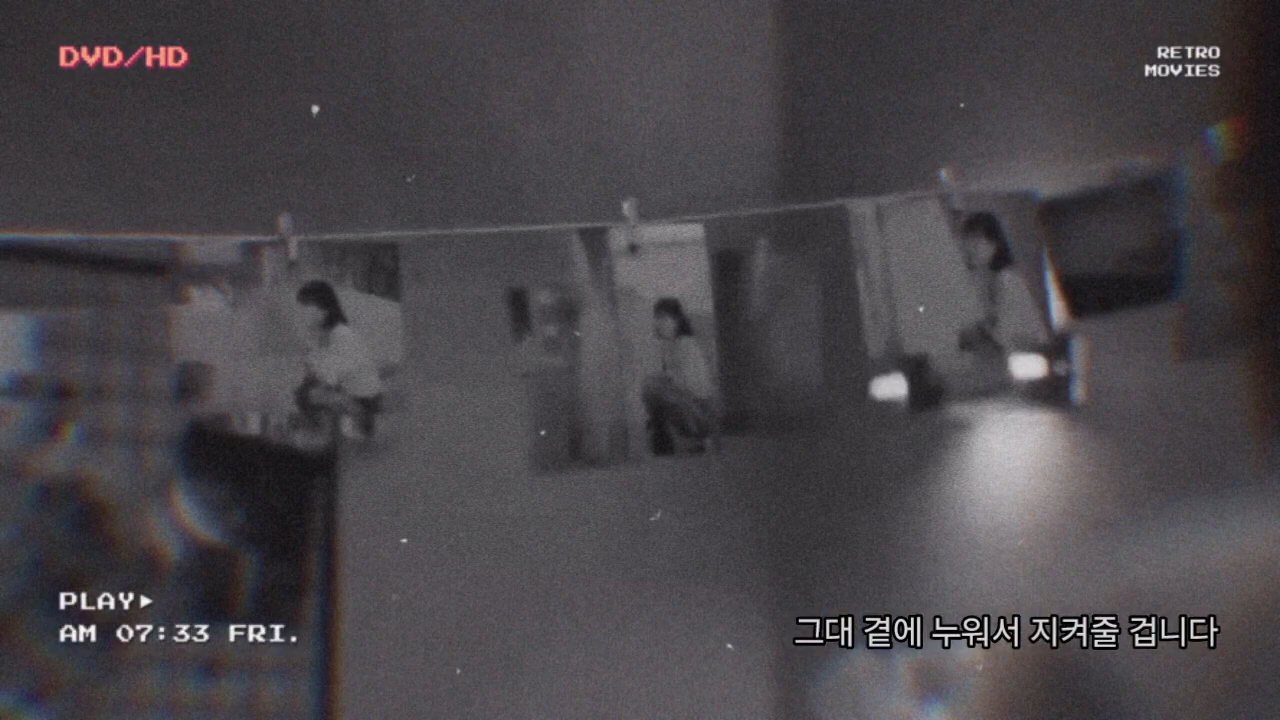 DVD/HD
RETRO
MOVIES
PLAY▶
AM 07:33 FRI.
그대 곁에 누워서 지켜줄 겁니다